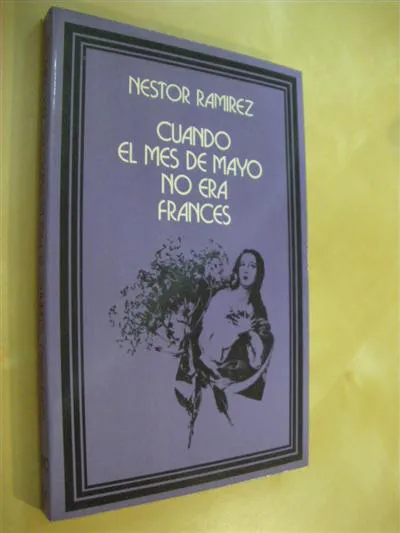 NESTOR RAMIREZ
CUANDO
EL MES DE MAYO
NO ERA
FRANCES